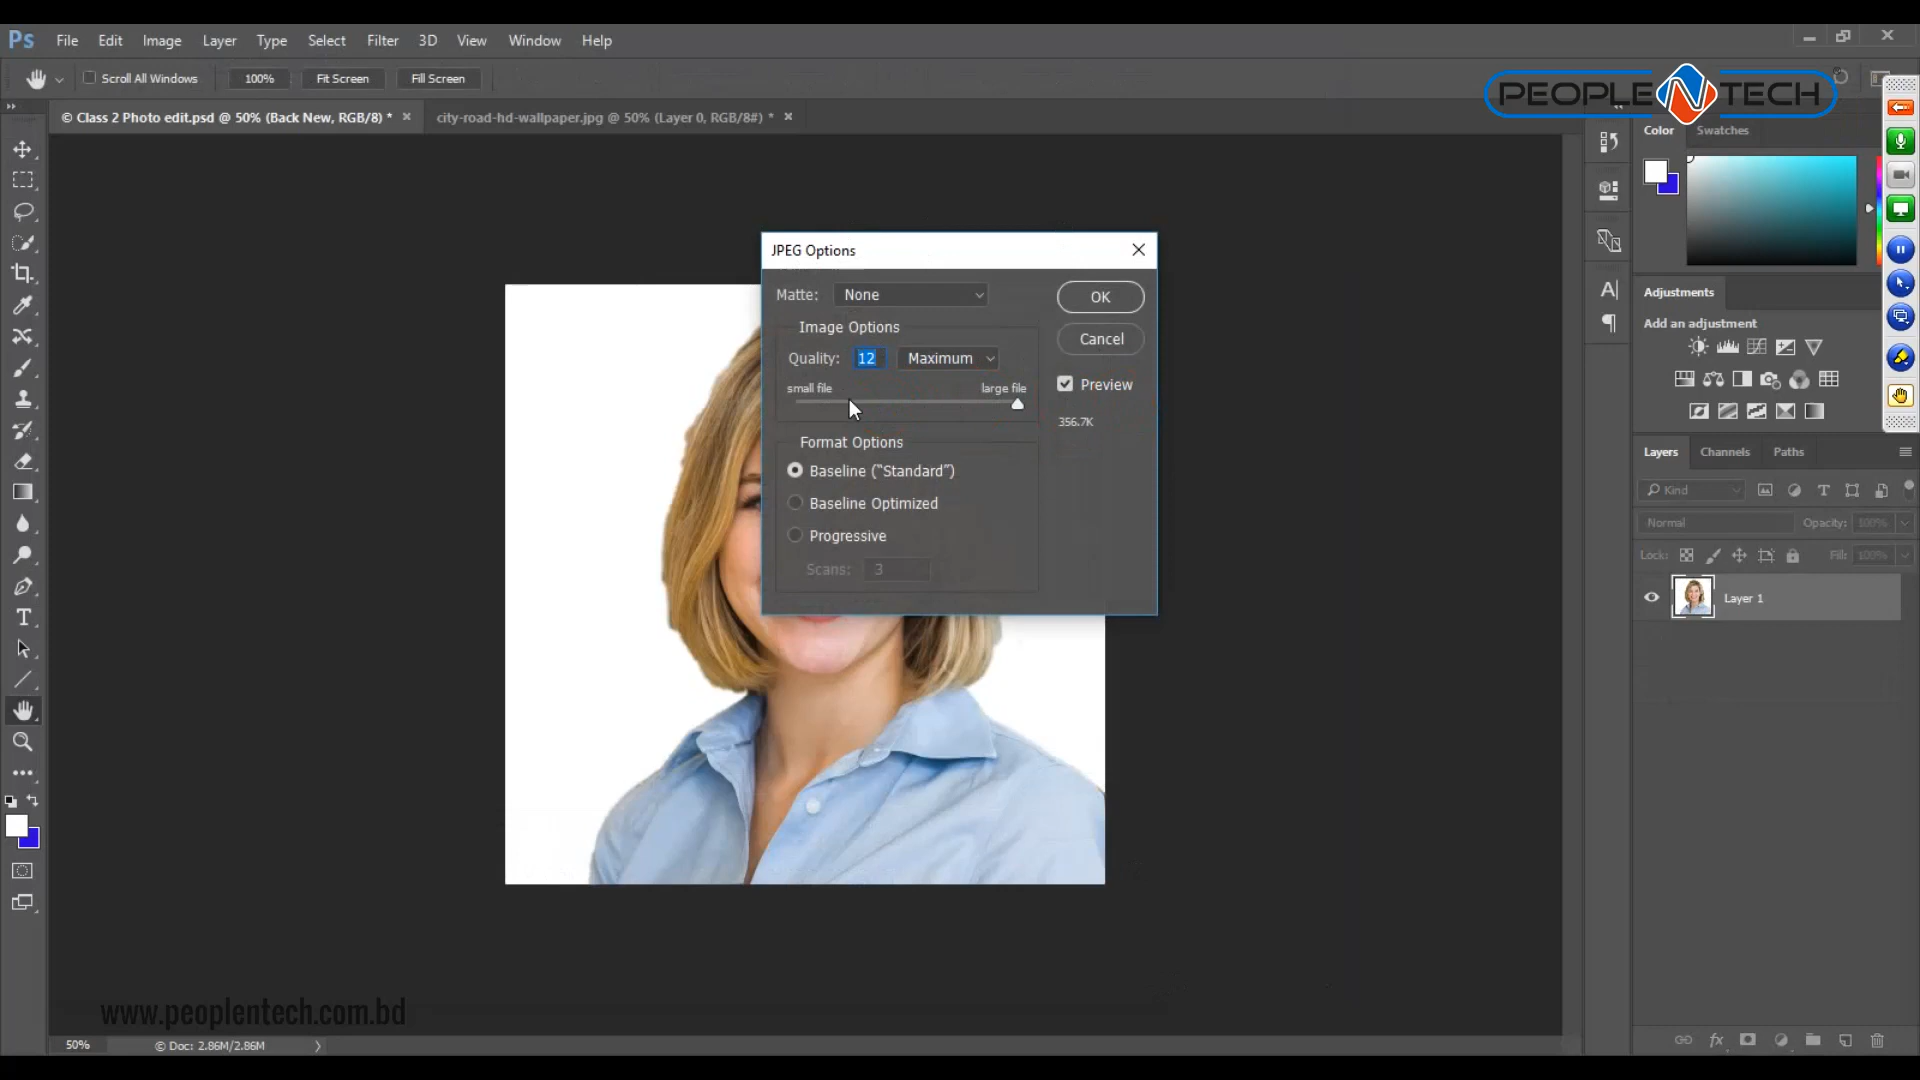 Ps File Edit Image Layer Type Select Filter 3D View Window Help
Scroll All Windows 100% Fit Screen Fill Screen
PEOPLE N TECH
© Class 2 Photo edit.psd @ 50% (Back New, RGB/8) * × city-road-hd-wallpaper.jpg @ 50% (Layer 0, RGB/8#) * ×
Color Swatches
JPEG Options
Matte: None
OK
Image Options
Cancel
Quality: 12 Maximum
small file large file
Preview
356.7K
Format Options
Baseline (“Standard”)
Baseline Optimized
Progressive
Scans: 3
Adjustments
Add an adjustment
Layers Channels Paths
Kind
Normal Opacity: 100%
Lock: Fill: 100%
Layer 1
www.peoplentech.com.bd
50% © Doc: 2.86M/2.86M